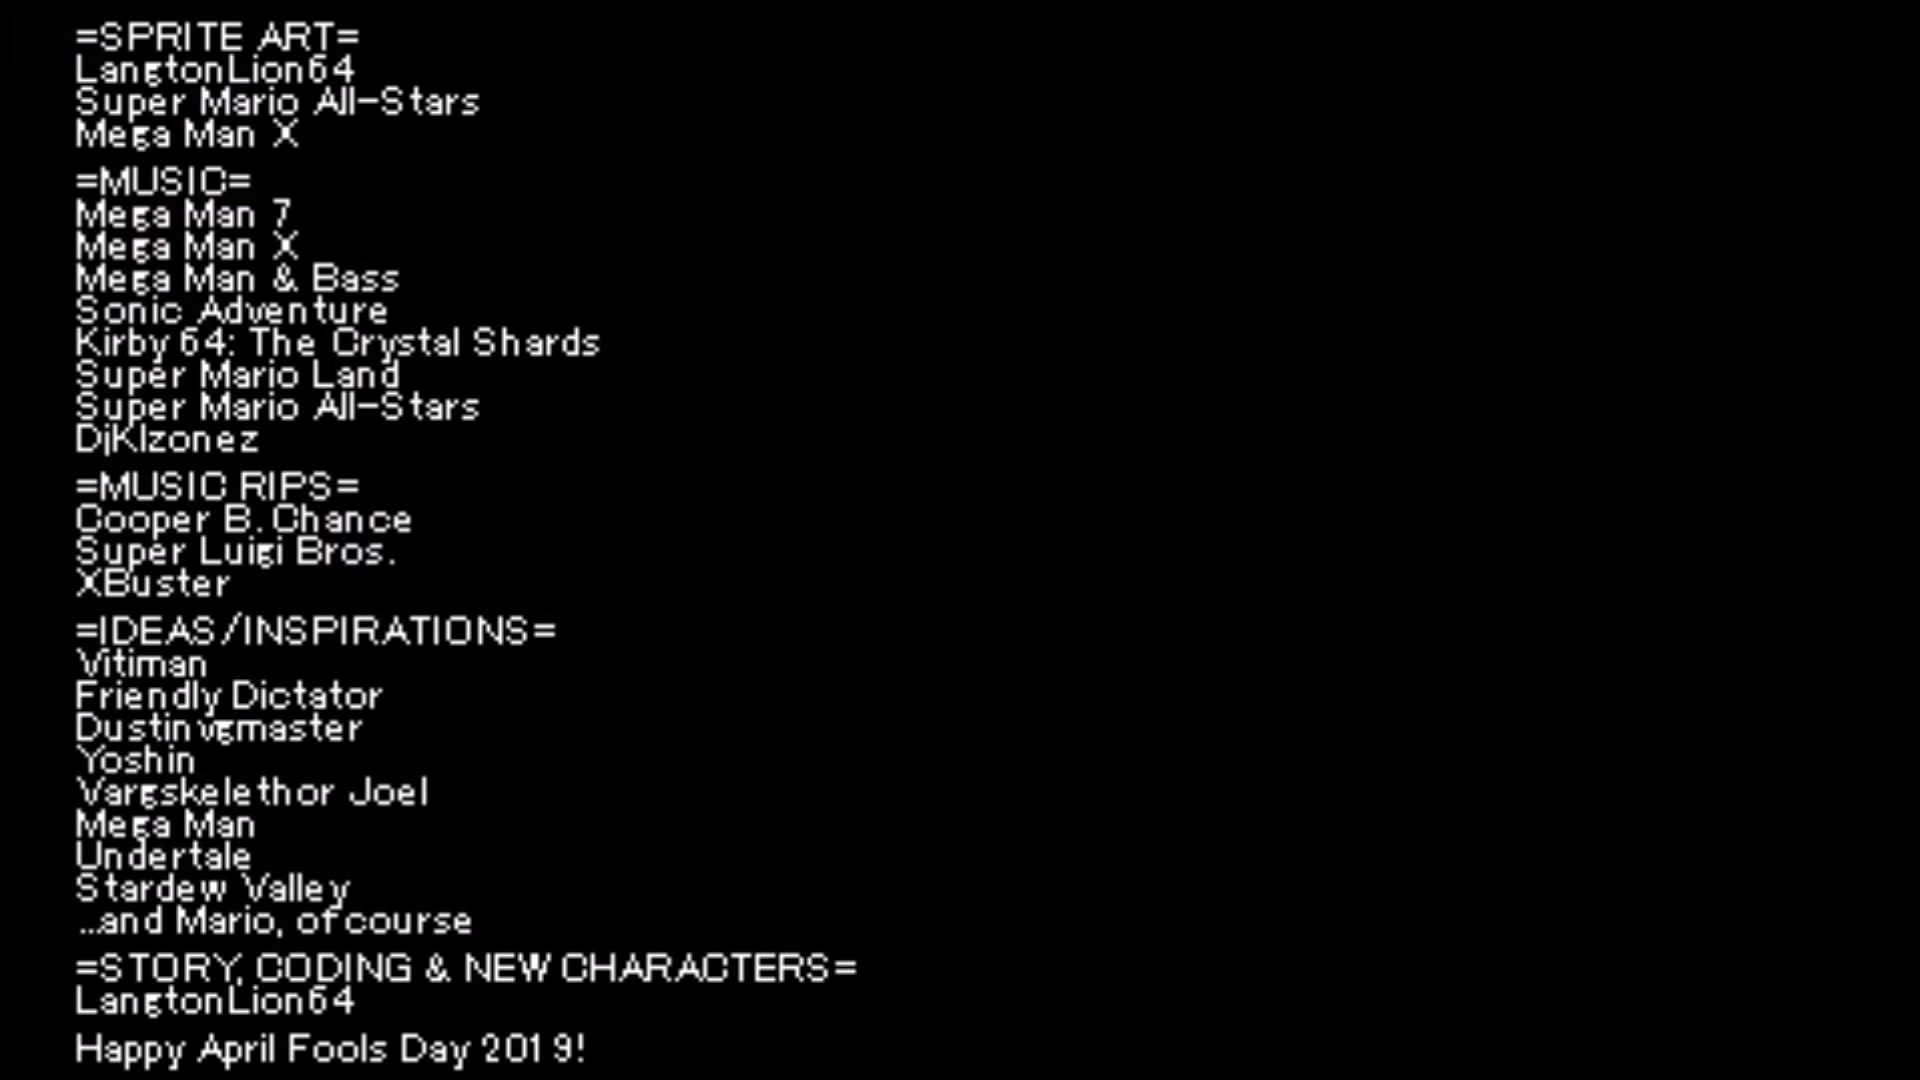 =SPRITE ART=
LangtonLion64
Super Mario All-Stars
Mega Man X
=MUSIC=
Mega Man 7
Mega Man X
Mega Man & Bass
Sonic Adventure
Kirby 64: The Crystal Shards
Super Mario Land
Super Mario All-Stars
DjKlzonez
=MUSIC RIPS=
Cooper B. Chance
Super Luigi Bros.
XBuster
=IDEAS/INSPIRATIONS=
Vitiman
Friendly Dictator
Dustinvgmaster
Yoshin
Vargskelethor Joel
Mega Man
Undertale
Stardew Valley
...and Mario, of course
=STORY, CODING & NEW CHARACTERS=
LangtonLion64
Happy April Fools Day 2019!